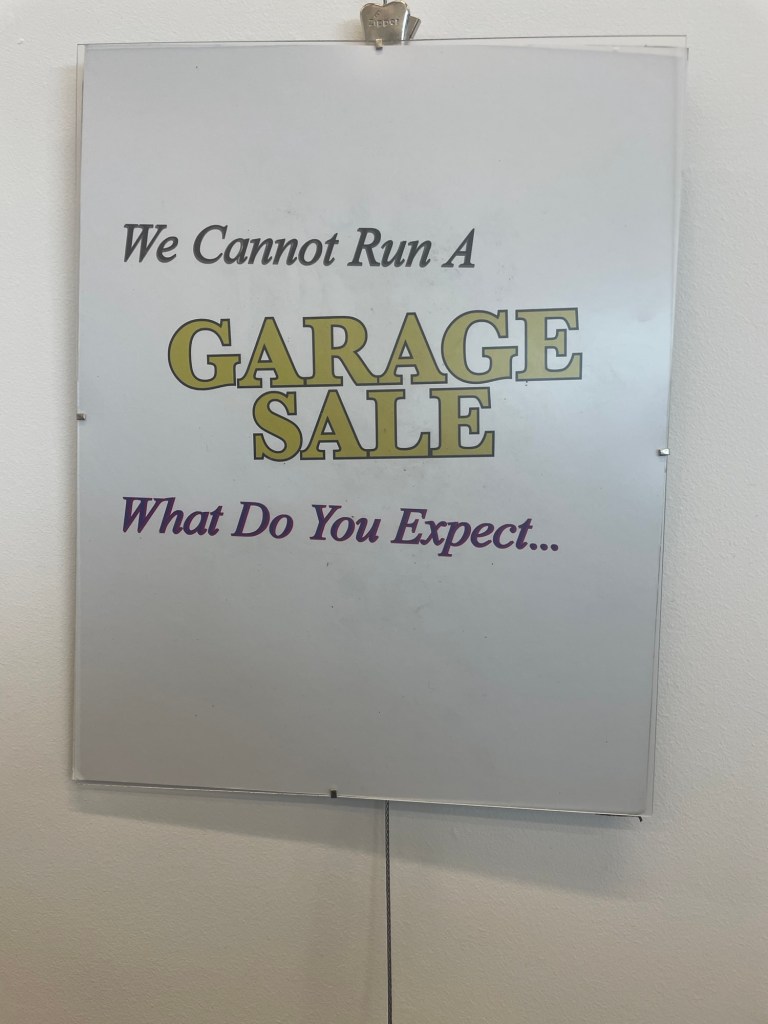 We Cannot Run A
GARAGE
SALE
What Do You Expect...